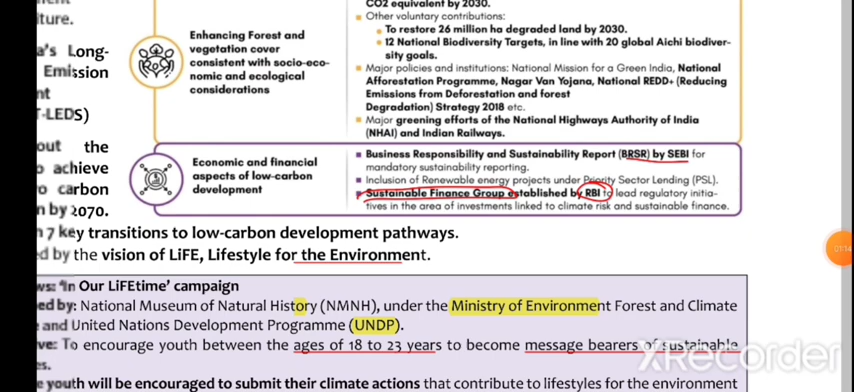 CO2 equivalent by 2030.
lture.
Other voluntary contributions:
To restore 26 million ha degraded land by 2030.
12 National Biodiversity Targets, in line with 20 global Aichi biodiver-
sity goals.
a's Long-
Emission
nt
T-LEDS)
Enhancing Forest and
vegetation cover
consistent with socio-eco-
nomic and ecological
considerations
Major policies and institutions: National Mission for a Green India, National
Afforestation Programme, Nagar Van Yojana, National REDD+ (Reducing
Emissions from Deforestation and forest
Degradation) Strategy 2018 etc.
Major greening efforts of the National Highways Authority of India
(NHAI) and Indian Railways.
out the
o achieve
o carbon
n by 2070.
Economic and financial
aspects of low-carbon
development
Business Responsibility and Sustainability Report (BRSR) by SEBI for
mandatory sustainability reporting.
Inclusion of Renewable energy projects under Priority Sector Lending (PSL).
Sustainable Finance Group established by RBI to lead regulatory initia-
tives in the area of investments linked to climate risk and sustainable finance.
n 7 key transitions to low-carbon development pathways.
ed by the vision of LiFE, Lifestyle for the Environment.
01:14
ws: 'In Our LiFEtime' campaign
ed by: National Museum of Natural History (NMNH), under the Ministry of Environment Forest and Climate
e and United Nations Development Programme (UNDP).
ve: To encourage youth between the ages of 18 to 23 years to become message bearers of sustainable
es.
XRecorder
e youth will be encouraged to submit their climate actions that contribute to lifestyles for the environment